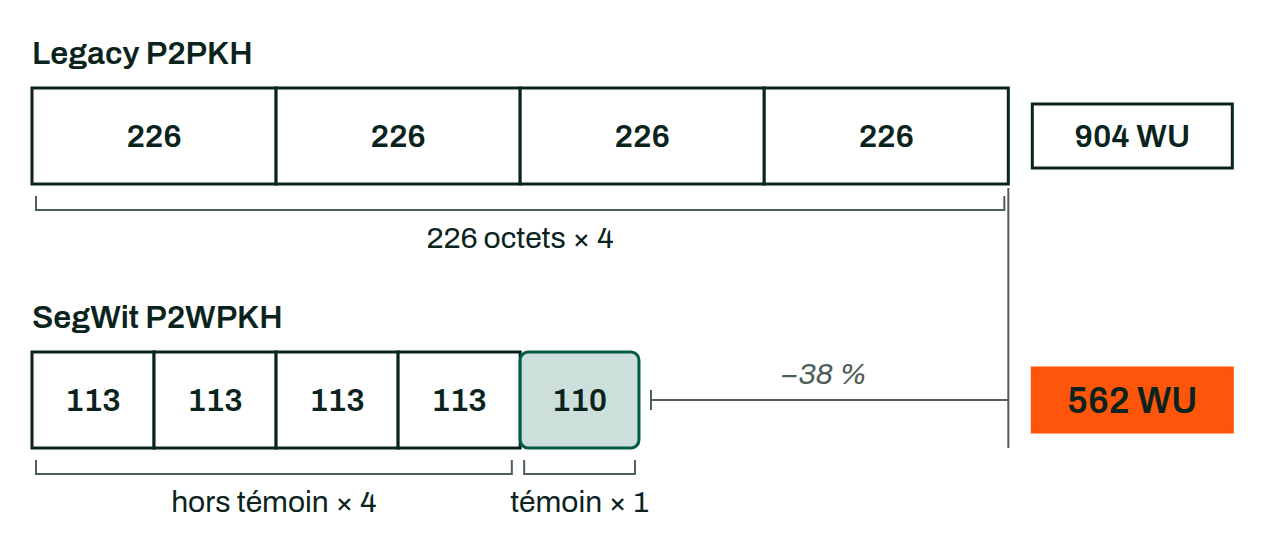 Legacy P2PKH
226 226 226 226 904 WU
226 octets × 4
SegWit P2WPKH
113 113 113 113 110 –38 % 562 WU
hors témoin × 4 témoin × 1